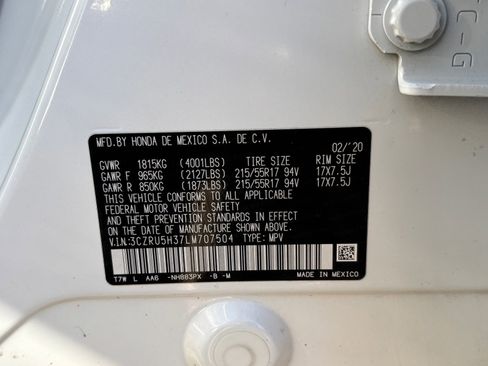 C-G
MFD.BY HONDA DE MEXICO S.A. DE C.V.
02/'20
GVWR 1815KG (4001LBS) TIRE SIZE RIM SIZE
GAWR F 965KG (2127LBS) 215/55R17 94V 17X7.5J
GAWR R 850KG (1873LBS) 215/55R17 94V 17X7.5J
THIS VEHICLE CONFORMS TO ALL APPLICABLE
FEDERAL MOTOR VEHICLE SAFETY
AND THEFT PREVENTION STANDARDS IN EFFECT
ON THE DATE OF MANUFACTURE SHOWN ABOVE.
V.I.N:3CZRU5H37LM707504 TYPE: MPV
T7W L AA6 -NH883PX -B -M MADE IN MEXICO